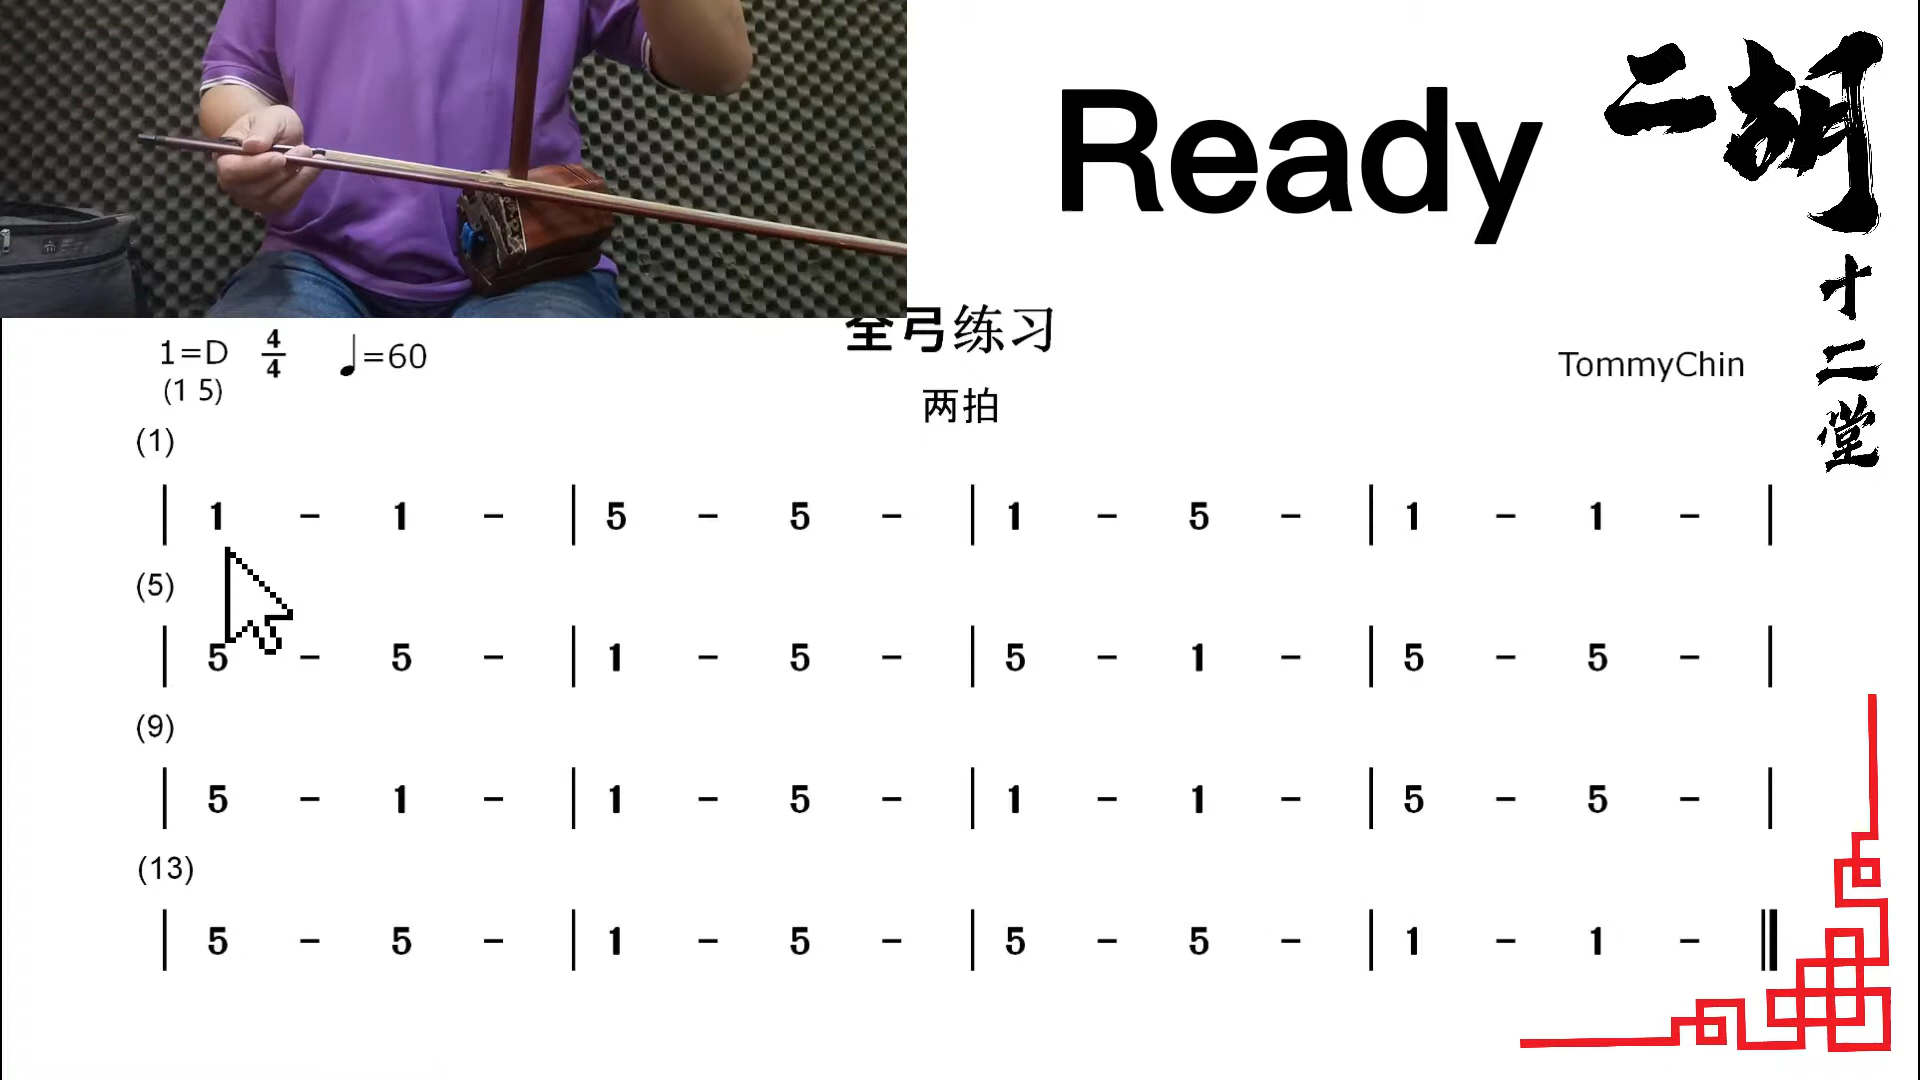 Ready
二胡
十二堂
全弓练习
1=D 4/4 ♩=60
(1 5)
TommyChin
两拍
(1)
| 1 – 1 – | 5 – 5 – | 1 – 5 – | 1 – 1 – |
(5)
| 5 – 5 – | 1 – 5 – | 5 – 1 – | 5 – 5 – |
(9)
| 5 – 1 – | 1 – 5 – | 1 – 1 – | 5 – 5 – |
(13)
| 5 – 5 – | 1 – 5 – | 5 – 5 – | 1 – 1 – ‖